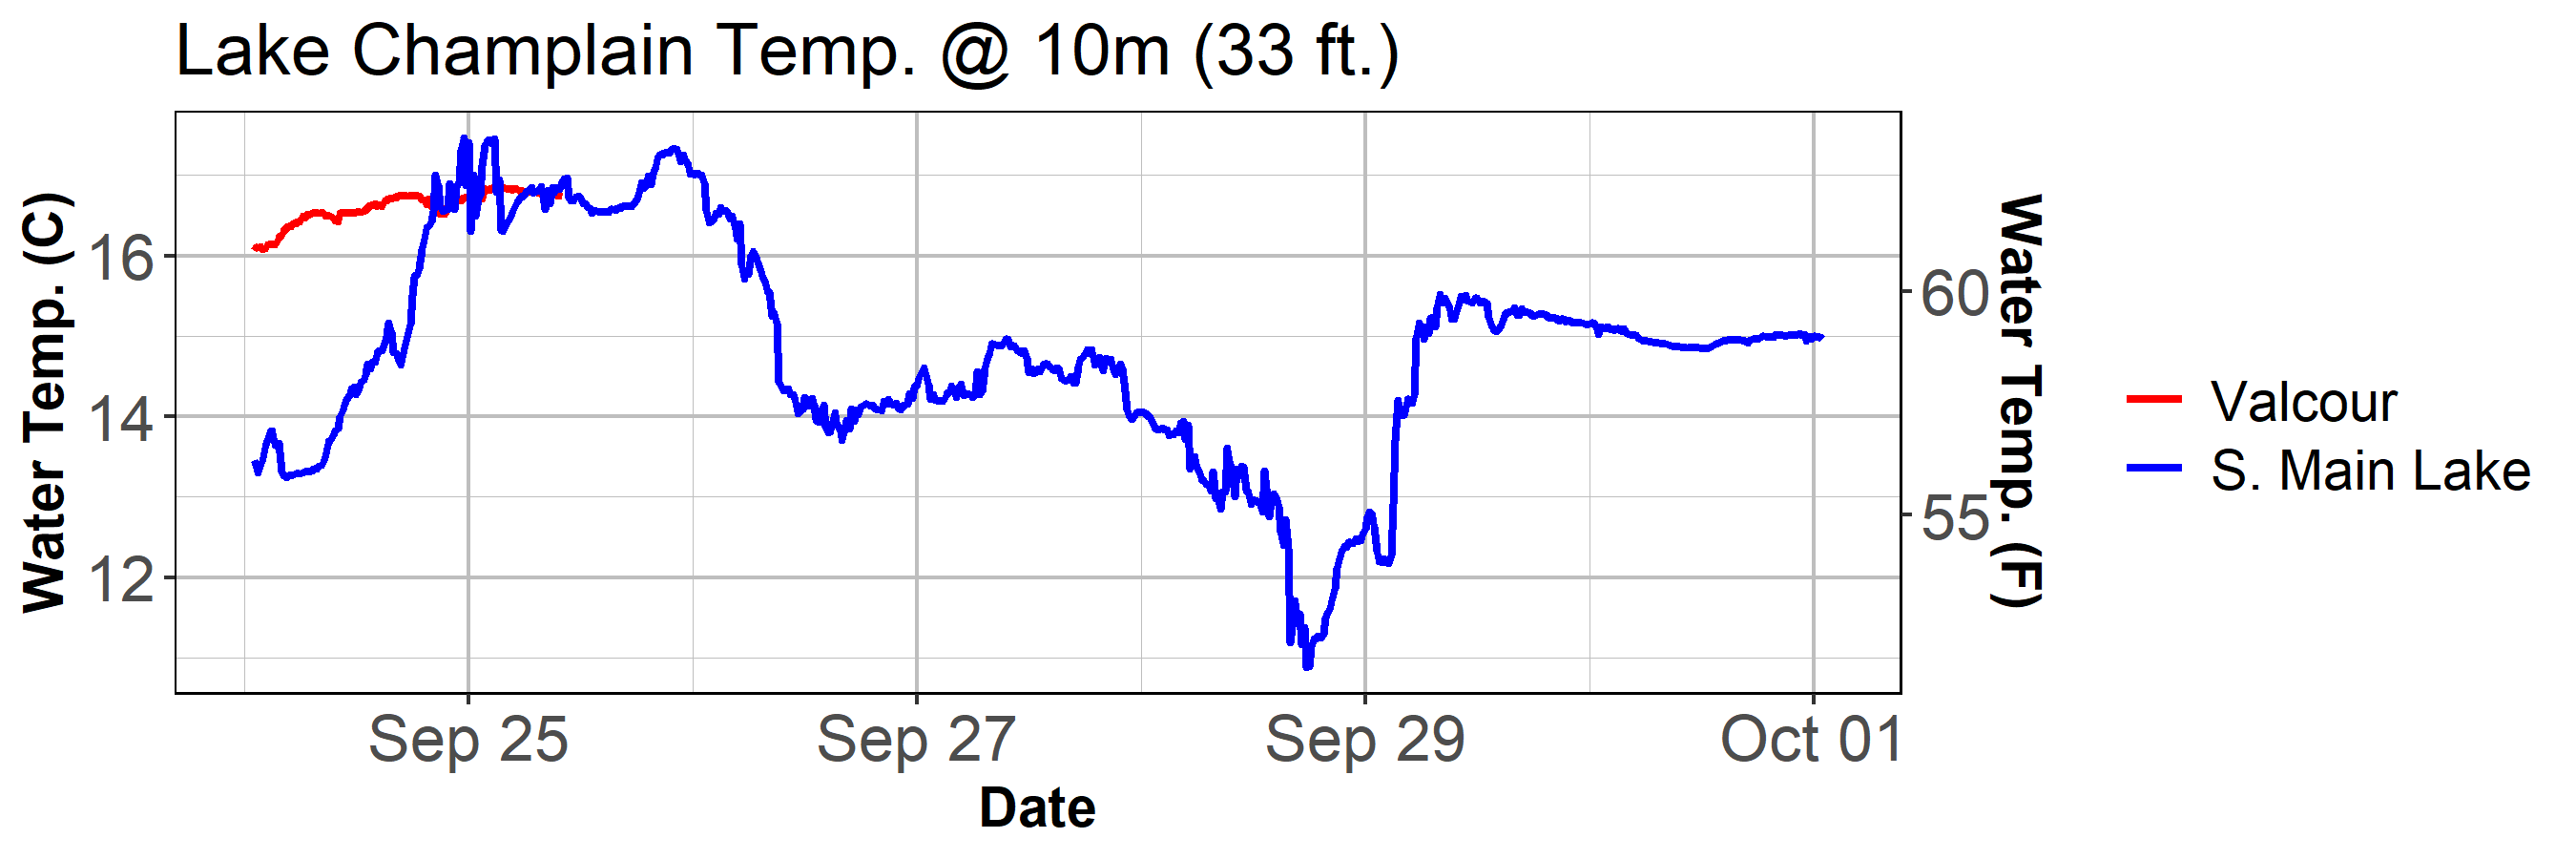 Lake Champlain Temp. @ 10m (33 ft.)
Water Temp. (C)
16
14
12
60
55
Water Temp. (F)
Sep 25
Sep 27
Sep 29
Oct 01
Date
Valcour
S. Main Lake